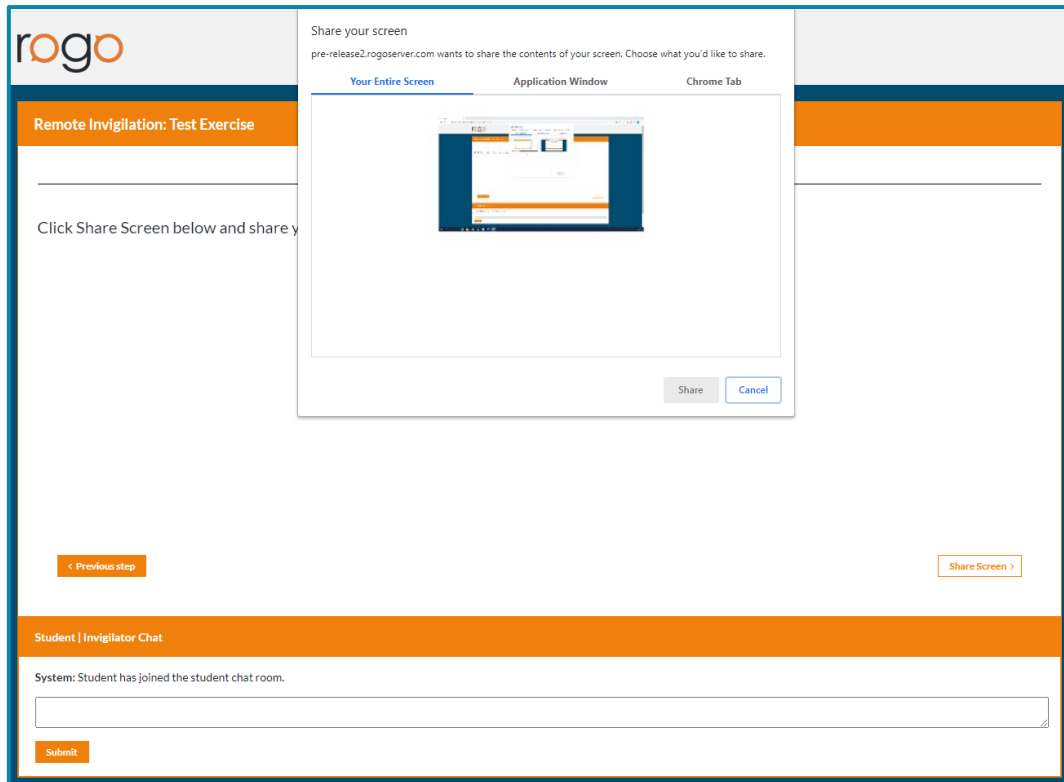 rogo
Share your screen
pre-release2.rogoserver.com wants to share the contents of your screen. Choose what you'd like to share.
Your Entire Screen
Application Window
Chrome Tab
Remote Invigilation: Test Exercise
Click Share Screen below and share
Share
Cancel
< Previous step
Share Screen >
Student | Invigilator Chat
System: Student has joined the student chat room.
Submit